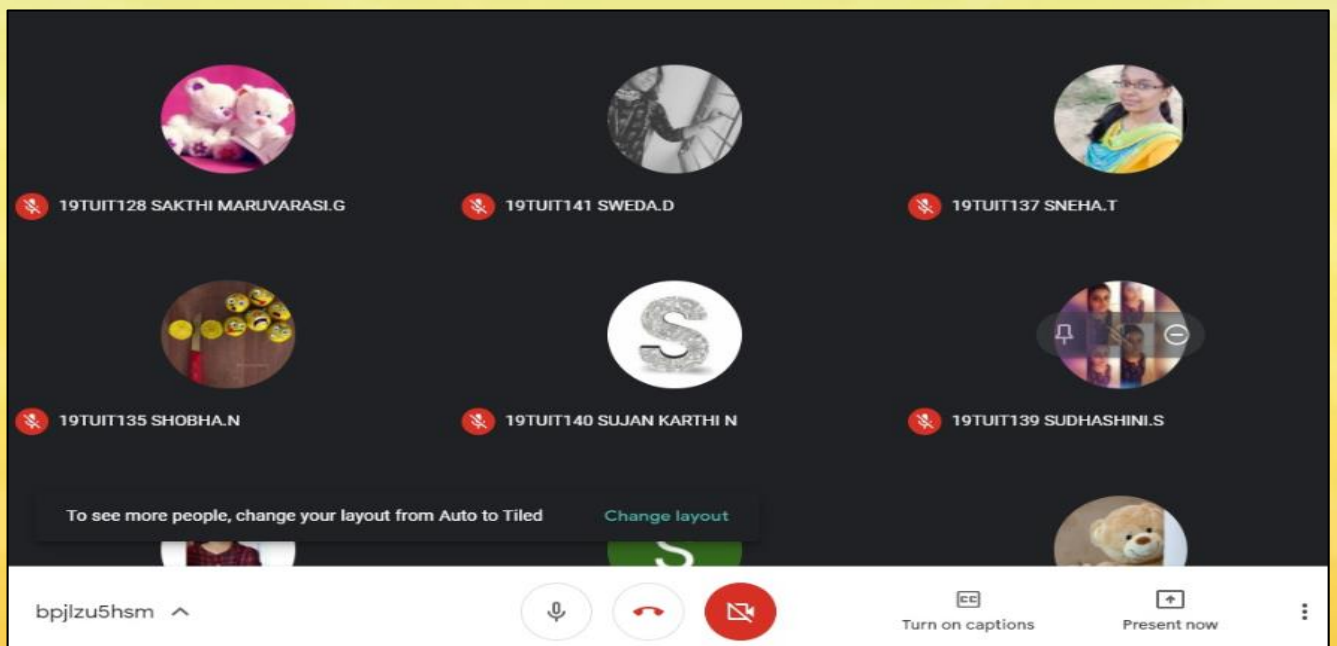 19TUIT128 SAKTHI MARUVARASI.G
19TUIT141 SWEDA.D
19TUIT137 SNEHA.T
S
19TUIT135 SHOBHA.N
19TUIT140 SUJAN KARTHI N
19TUIT139 SUDHASHINI.S
To see more people, change your layout from Auto to Tiled
Change layout
S
bpjlzu5hsm
CC
Turn on captions
Present now